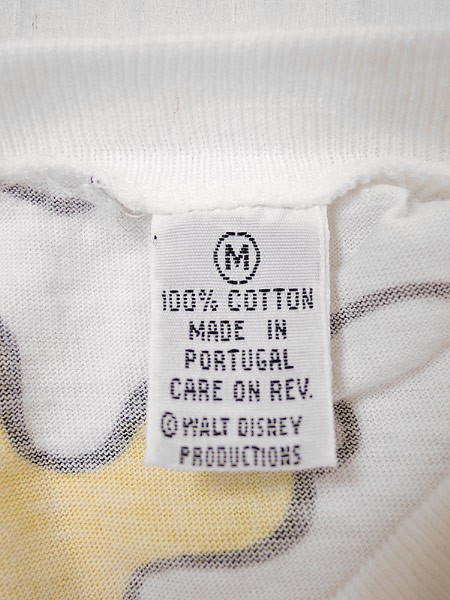 M
100% COTTON
MADE IN
PORTUGAL
CARE ON REV.
© WALT DISNEY
PRODUCTIONS